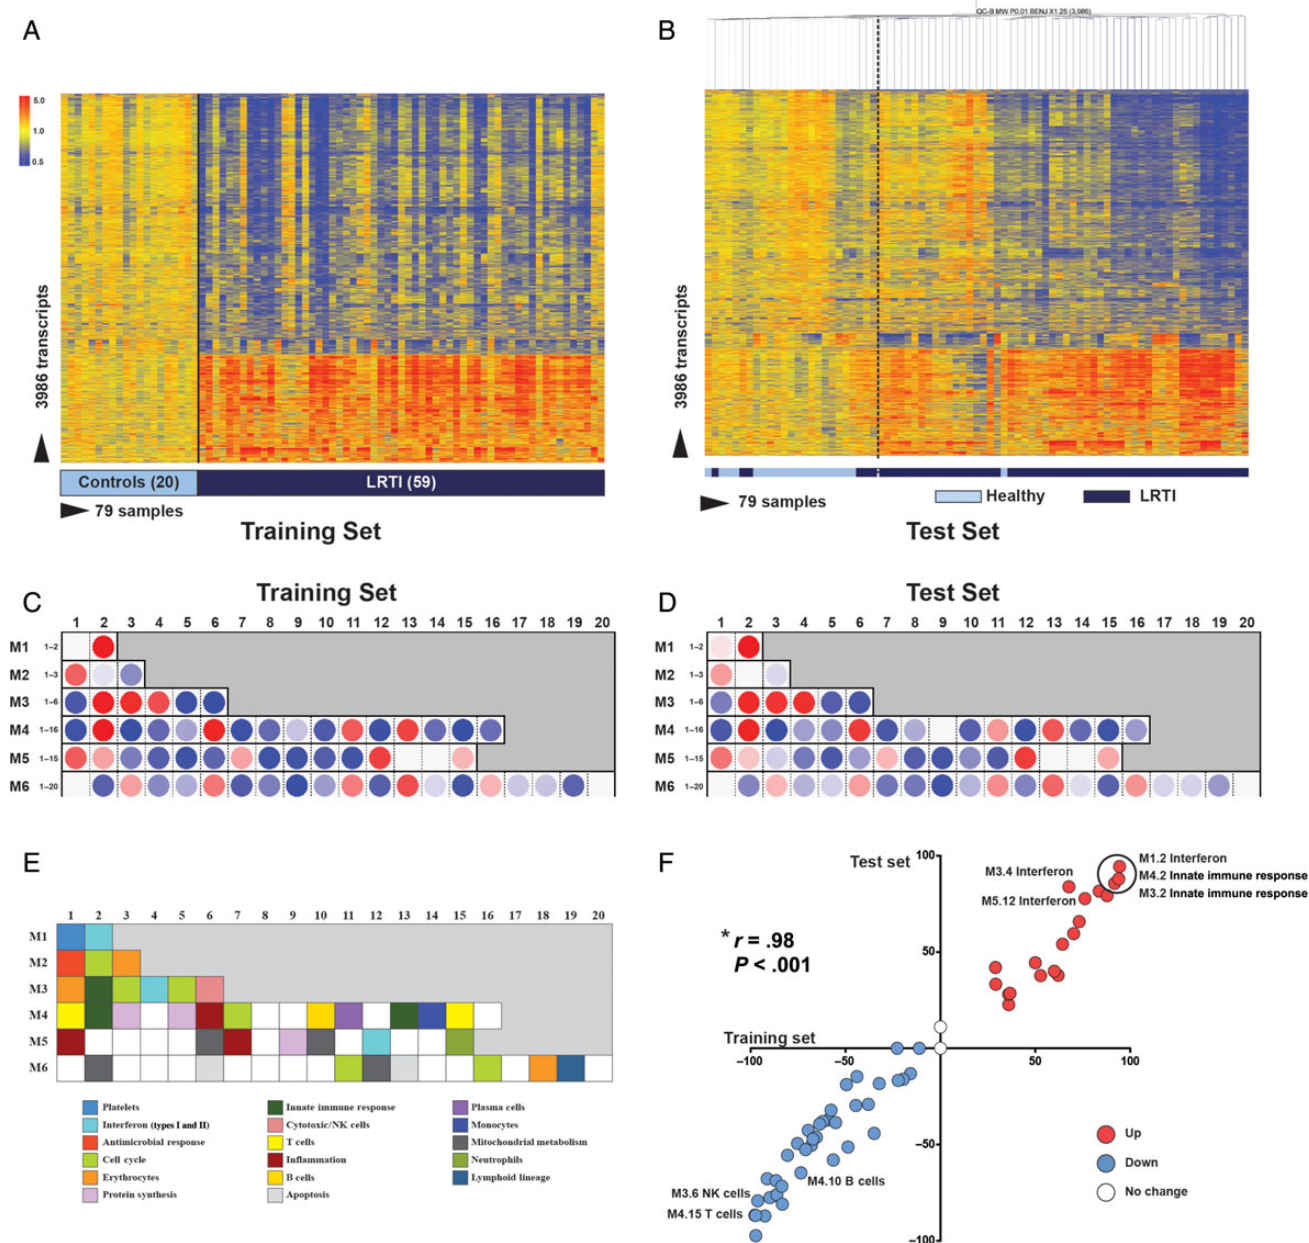 A
5.0
1.0
0.5
3986 transcripts
Controls (20)
LRTI (59)
79 samples
Training Set
B
QC-B MW P0.01 BENJ X1.25 (3,986)
3986 transcripts
79 samples
Healthy
LRTI
Test Set
C
Training Set
1 2 3 4 5 6 7 8 9 10 11 12 13 14 15 16 17 18 19 20
M1 1–2
M2 1–3
M3 1–6
M4 1–16
M5 1–15
M6 1–20
D
Test Set
1 2 3 4 5 6 7 8 9 10 11 12 13 14 15 16 17 18 19 20
M1 1–2
M2 1–3
M3 1–6
M4 1–16
M5 1–15
M6 1–20
E
1 2 3 4 5 6 7 8 9 10 11 12 13 14 15 16 17 18 19 20
M1
M2
M3
M4
M5
M6
Platelets
Interferon (types I and II)
Antimicrobial response
Cell cycle
Erythrocytes
Protein synthesis
Innate immune response
Cytotoxic/NK cells
T cells
Inflammation
B cells
Apoptosis
Plasma cells
Monocytes
Mitochondrial metabolism
Neutrophils
Lymphoid lineage
F
Test set
100
M1.2 Interferon
M3.4 Interferon
M4.2 Innate immune response
M5.12 Interferon
M3.2 Innate immune response
* r = .98
P < .001
50
Training set
−100
−50
50
100
−50
M4.10 B cells
M3.6 NK cells
M4.15 T cells
−100
Up
Down
No change